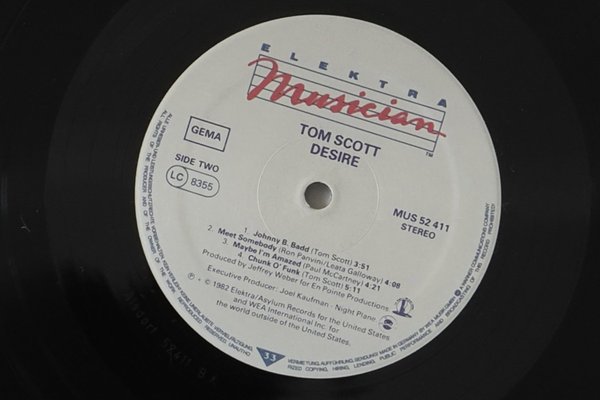 ELEKTRA
Musician
TM
TOM SCOTT
DESIRE
GEMA
SIDE TWO
LC 8355
MUS 52 411
STEREO
1. Johnny B. Badd (Tom Scott) 3:51
2. Meet Somebody (Ron Panvini/Leata Galloway) 4:08
3. Maybe I'm Amazed (Paul McCartney) 4:21
4. Chunk O' Funk (Tom Scott) 5:11
Produced by Jeffrey Weber for En Pointe Productions
Executive Producer: Joel Kaufman · Night Plane
℗ + © 1982 Elektra/Asylum Records for the United States
and WEA International Inc. for
the world outside of the United States.
33
A WARNER COMMUNICATIONS COMPANY